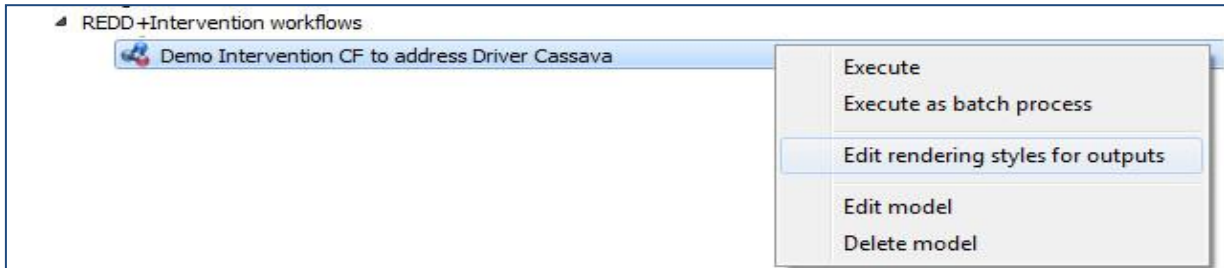 REDD+Intervention workflows
Demo Intervention CF to address Driver Cassava
Execute
Execute as batch process
Edit rendering styles for outputs
Edit model
Delete model